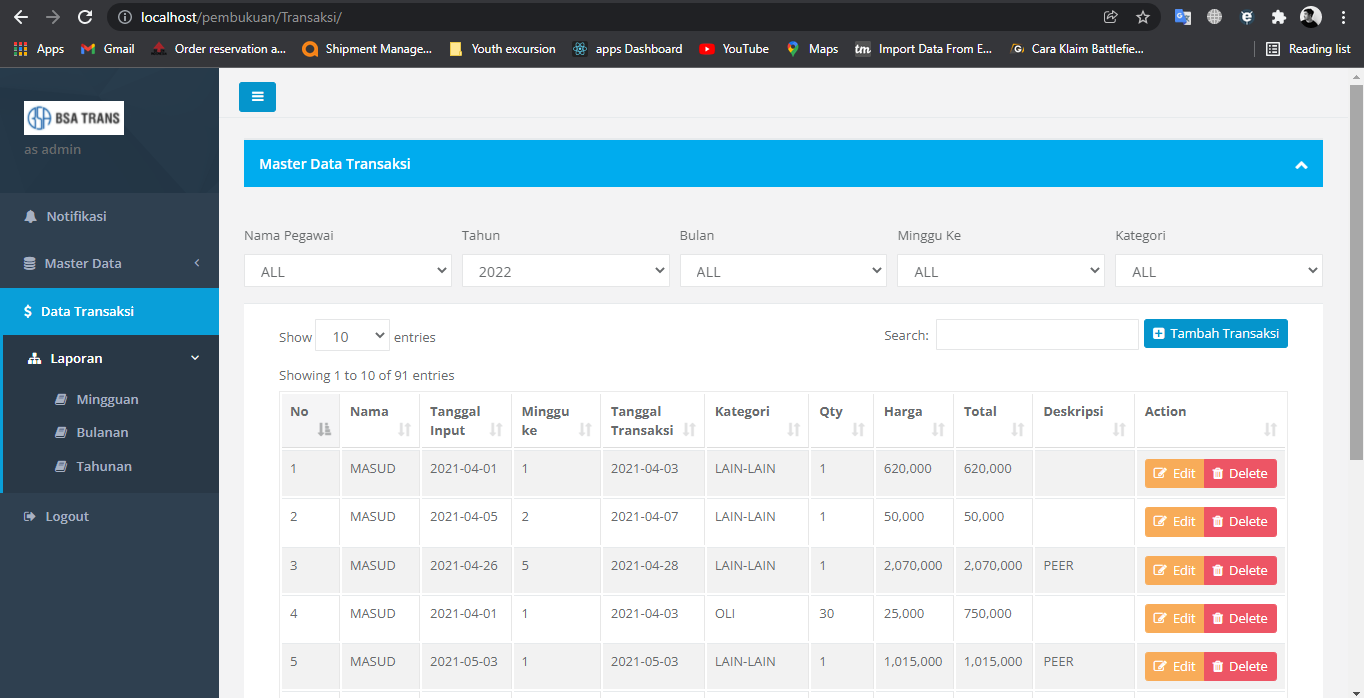 localhost/pembukuan/Transaksi/
Apps Gmail Order reservation a... Shipment Manage... Youth excursion apps Dashboard YouTube Maps tm Import Data From E... Cara Klaim Battlefie... Reading list
BSA TRANS
as admin
Notifikasi
Master Data
Data Transaksi
Laporan
Mingguan
Bulanan
Tahunan
Logout
Master Data Transaksi
Nama Pegawai Tahun Bulan Minggu Ke Kategori
ALL 2022 ALL ALL ALL
Show 10 entries Search: Tambah Transaksi
Showing 1 to 10 of 91 entries
No Nama Tanggal Input Minggu ke Tanggal Transaksi Kategori Qty Harga Total Deskripsi Action
1 MASUD 2021-04-01 1 2021-04-03 LAIN-LAIN 1 620,000 620,000 Edit Delete
2 MASUD 2021-04-05 2 2021-04-07 LAIN-LAIN 1 50,000 50,000 Edit Delete
3 MASUD 2021-04-26 5 2021-04-28 LAIN-LAIN 1 2,070,000 2,070,000 PEER Edit Delete
4 MASUD 2021-04-01 1 2021-04-03 OLI 30 25,000 750,000 Edit Delete
5 MASUD 2021-05-03 1 2021-05-03 LAIN-LAIN 1 1,015,000 1,015,000 PEER Edit Delete